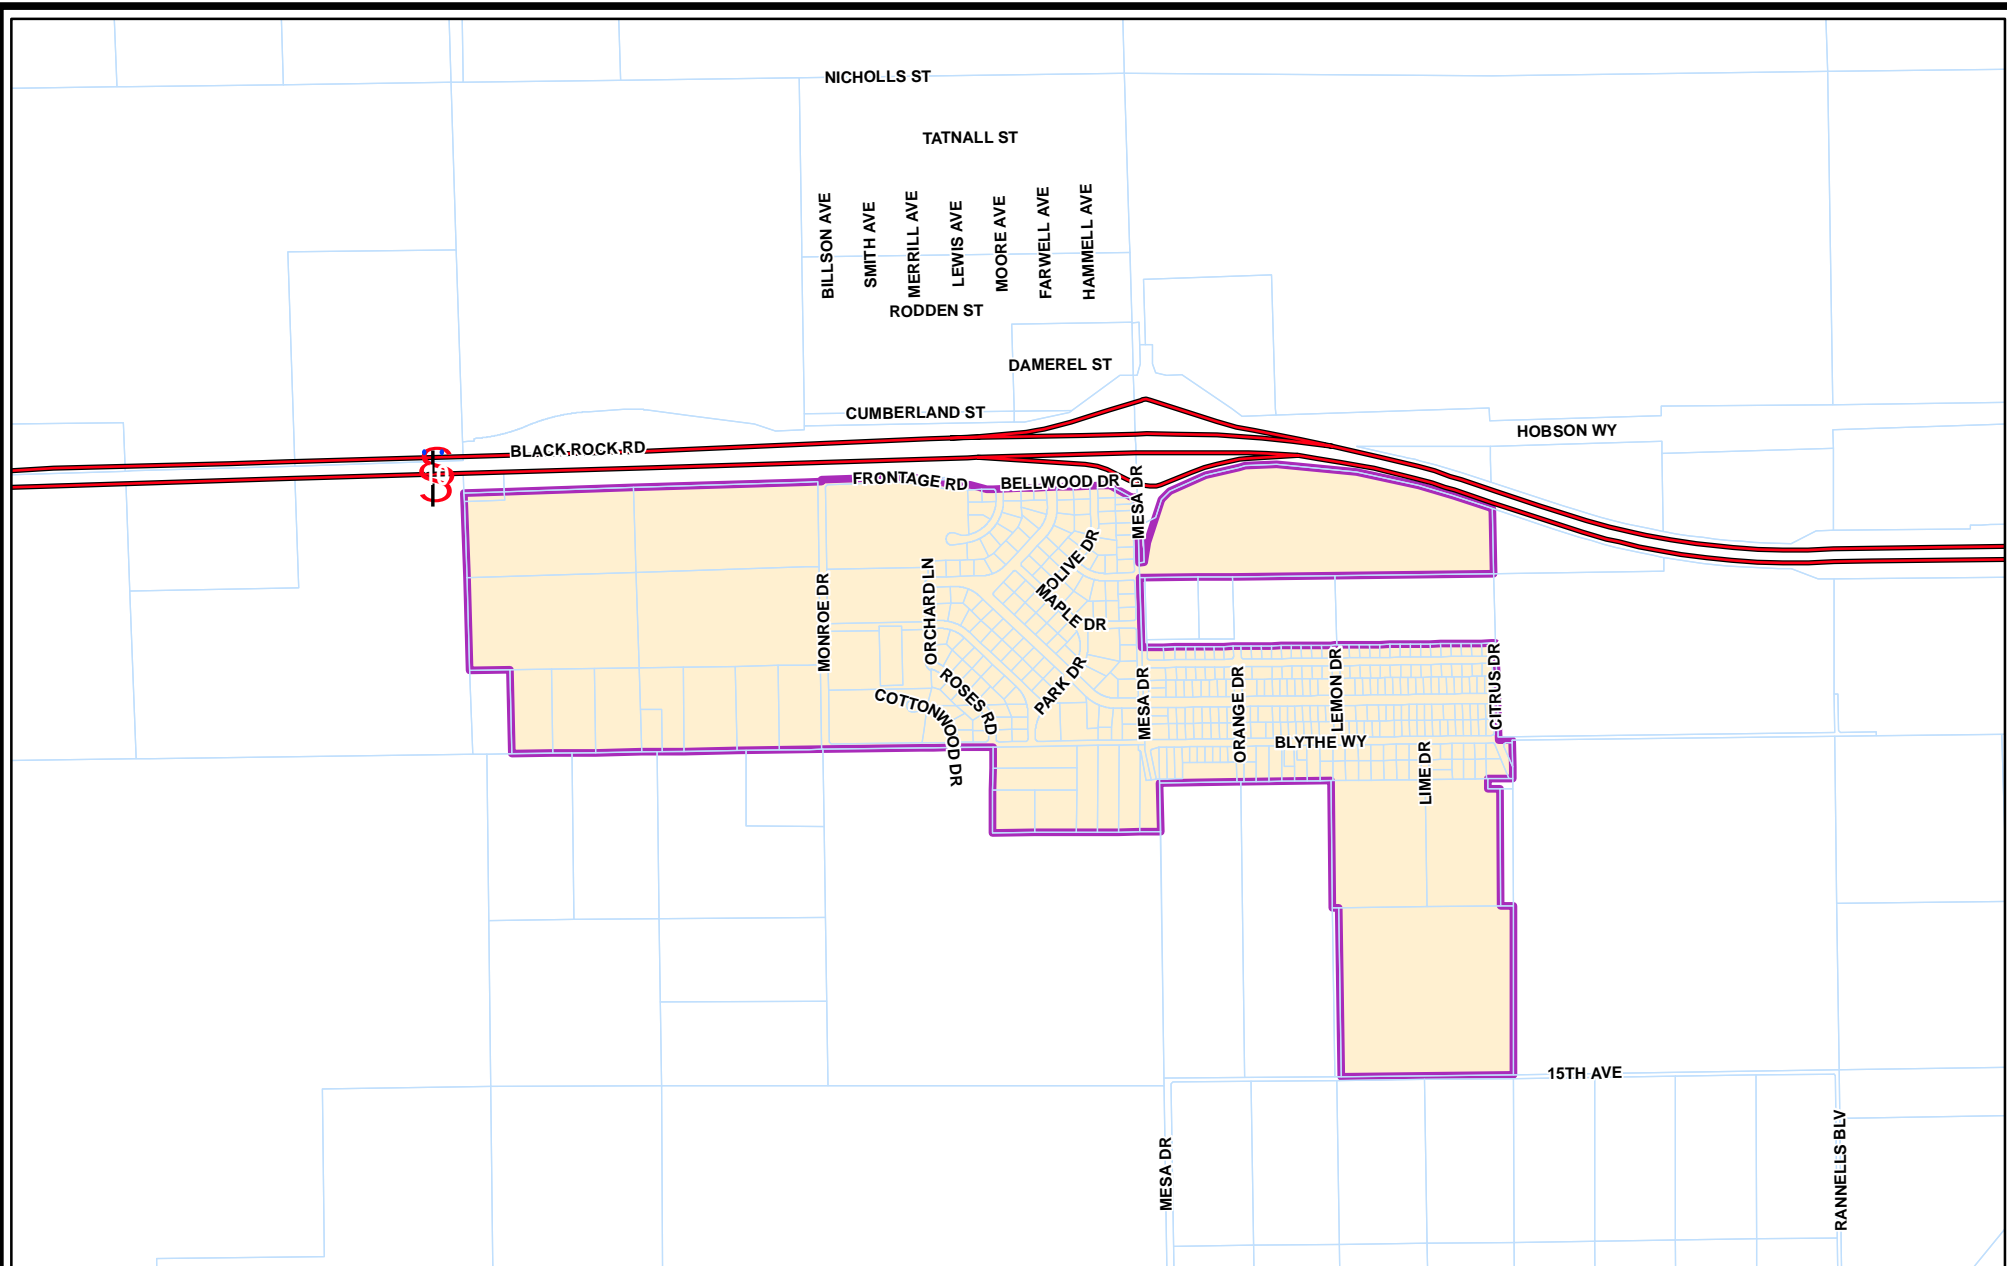 NICHOLLS ST
TATNALL ST
BILLSON AVE
SMITH AVE
MERRILL AVE
LEWIS AVE
MOORE AVE
FARWELL AVE
HAMMELL AVE
RODDEN ST
DAMEREL ST
CUMBERLAND ST
HOBSON WY
BLACK ROCK RD
FRONTAGE RD
BELLWOOD DR
MESA DR
OLIVE DR
MAPLE DR
ORCHARD LN
MONROE DR
PARK DR
ROSES RD
COTTONWOOD DR
MESA DR
ORANGE DR
LEMON DR
CITRUS DR
BLYTHE WY
LIME DR
15TH AVE
MESA DR
RANNELLS BLV